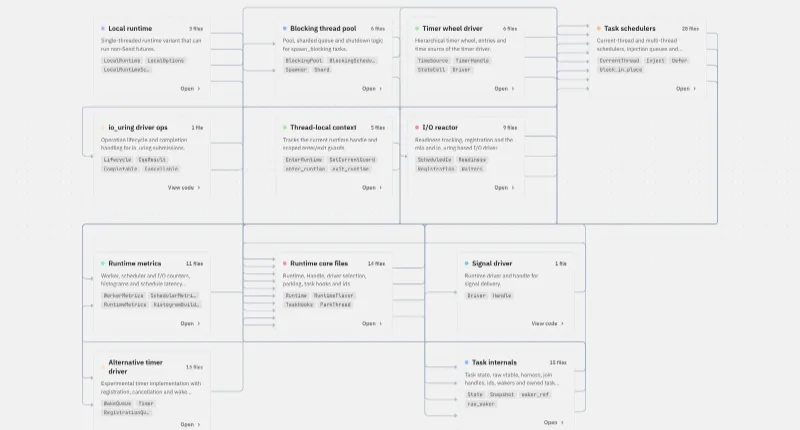 Local runtime 3 files
Single-threaded runtime variant that can
run non-Send futures.
LocalRuntime LocalOptions
LocalRuntimeSc…
Open ›
Blocking thread pool 6 files
Pool, sharded queue and shutdown logic
for spawn_blocking tasks.
BlockingPool BlockingSchedu…
Spawner Shard
Open ›
Timer wheel driver 6 files
Hierarchical timer wheel, entries and
time source of the timer driver.
TimeSource TimerHandle
StateCell Driver
Open ›
Task schedulers 28 files
Current-thread and multi-thread
schedulers, injection queues and…
CurrentThread Inject Defer
block_in_place
Open ›
io_uring driver ops 1 file
Operation lifecycle and completion
handling for io_uring submissions.
Lifecycle CqeResult
Completable Cancellable
View code ›
Thread-local context 5 files
Tracks the current runtime handle and
scoped enter/exit guards.
EnterRuntime SetCurrentGuard
enter_runtime exit_runtime
Open ›
I/O reactor 9 files
Readiness tracking, registration and the
mio and io_uring based I/O driver.
ScheduledIo Readiness
Registration Waiters
Open ›
Runtime metrics 11 files
Worker, scheduler and I/O counters,
histograms and schedule latency…
WorkerMetrics SchedulerMetri…
RuntimeMetrics HistogramBuild…
Open ›
Runtime core files 14 files
Runtime, Handle, driver selection,
parking, task hooks and ids.
Runtime RuntimeFlavor
TaskHooks ParkThread
Open ›
Signal driver 1 file
Runtime driver and handle for
signal delivery.
Driver Handle
View code ›
Alternative timer
driver 13 files
Experimental timer implementation with
registration, cancellation and wake…
WakeQueue Timer
RegistrationQu…
Open ›
Task internals 15 files
Task state, raw vtable, harness, join
handles, ids, wakers and owned task…
State Snapshot waker_ref
raw_waker
Open ›